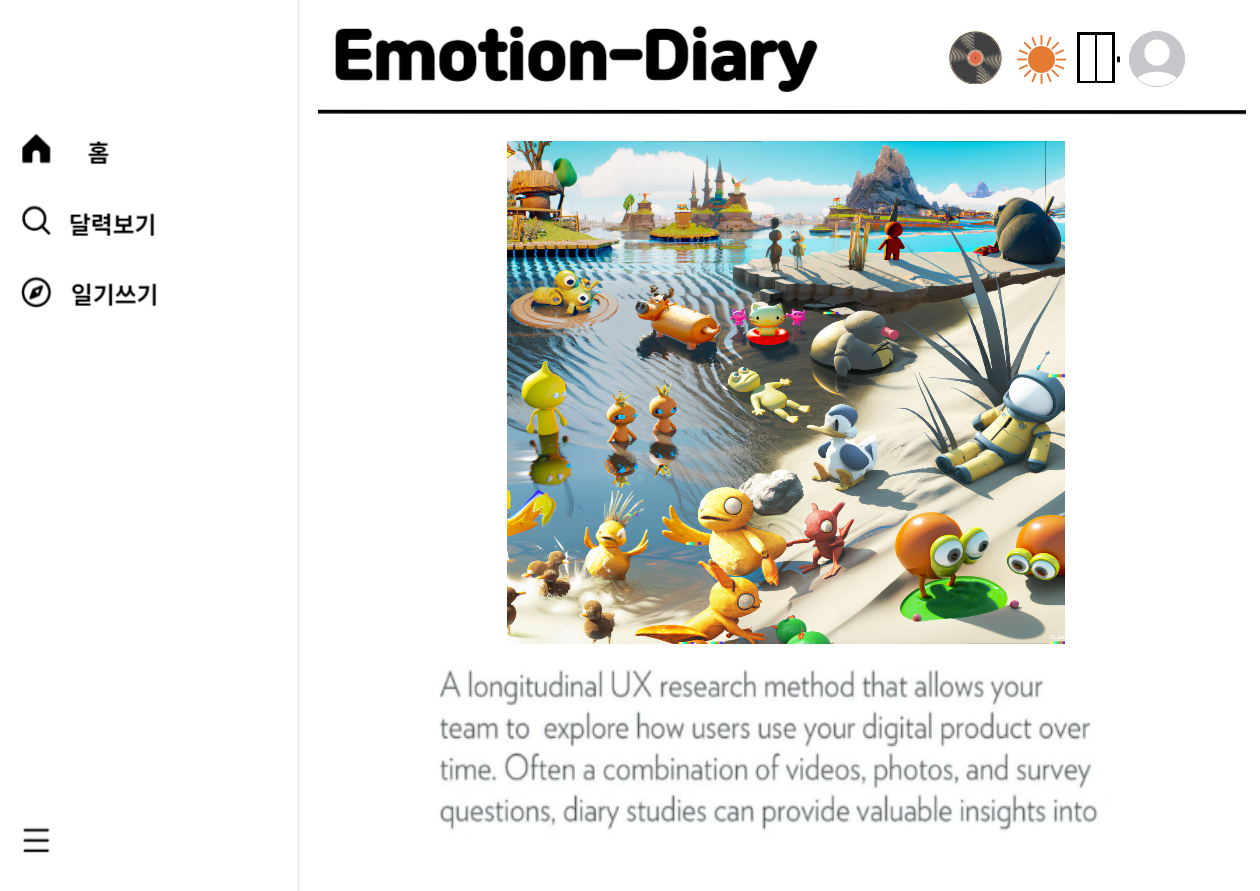 Emotion-Diary
홈
달력보기
일기쓰기
A longitudinal UX research method that allows your
team to explore how users use your digital product over
time. Often a combination of videos, photos, and survey
questions, diary studies can provide valuable insights into